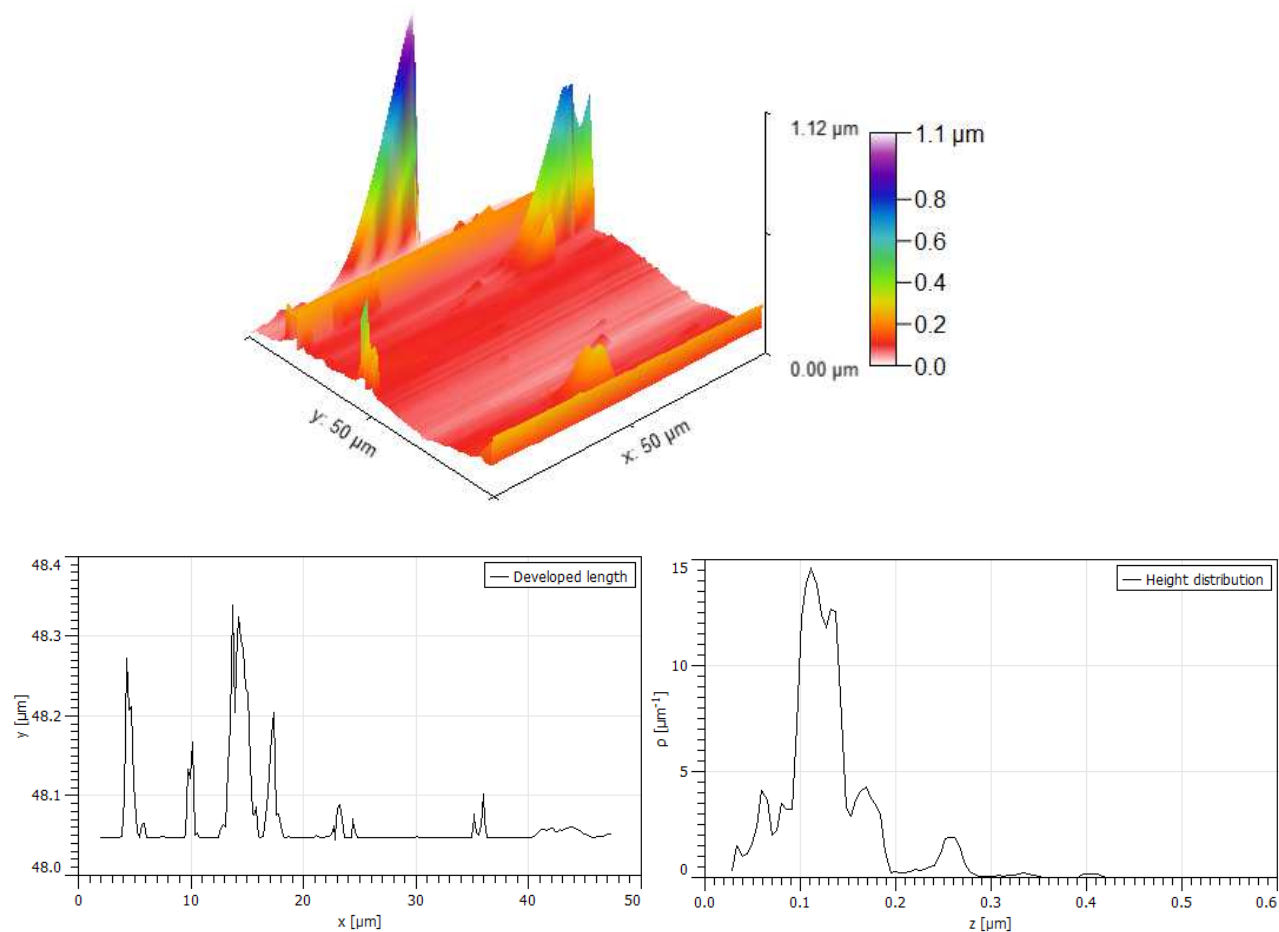 1.12 µm
0.00 µm
1.1 µm
0.8
0.6
0.4
0.2
0.0
y: 50 µm
x: 50 µm
48.4
48.3
48.2
48.1
48.0
y [µm]
Developed length
0 10 20 30 40 50
x [µm]
15
10
5
0
ρ [µm⁻¹]
Height distribution
0.0 0.1 0.2 0.3 0.4 0.5 0.6
z [µm]